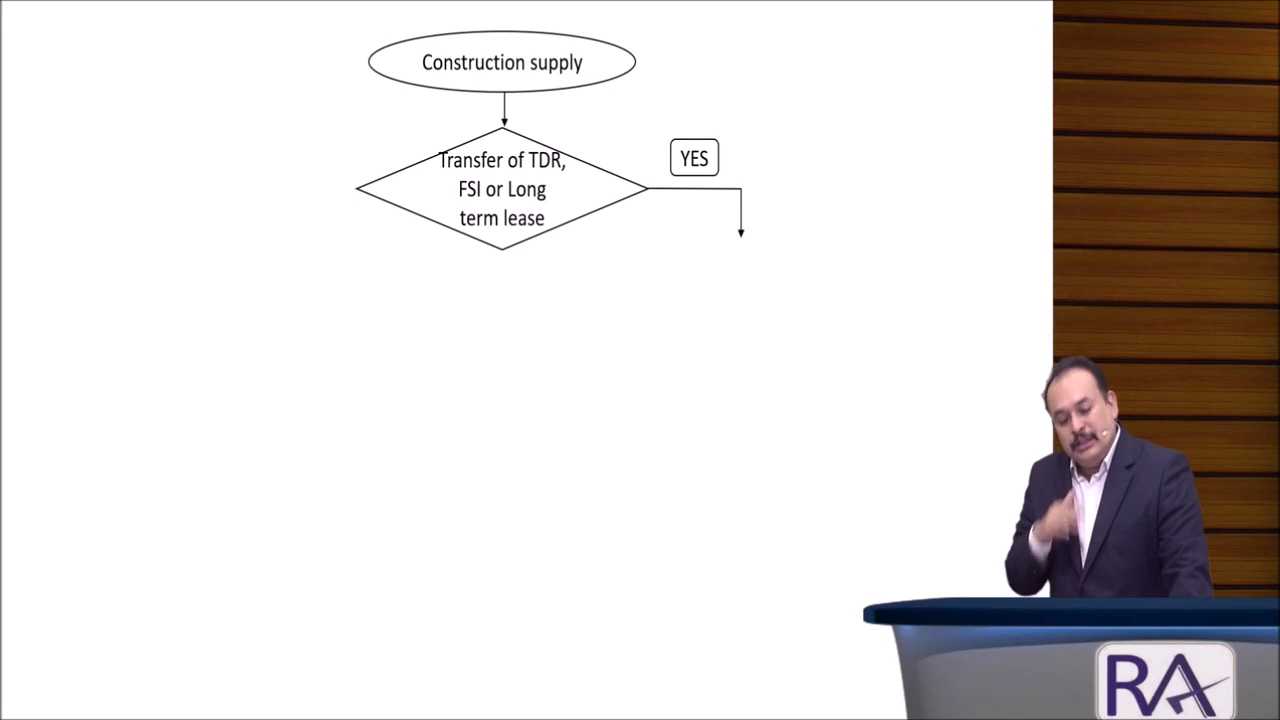 Construction supply
Transfer of TDR,
FSI or Long
term lease
YES
RA